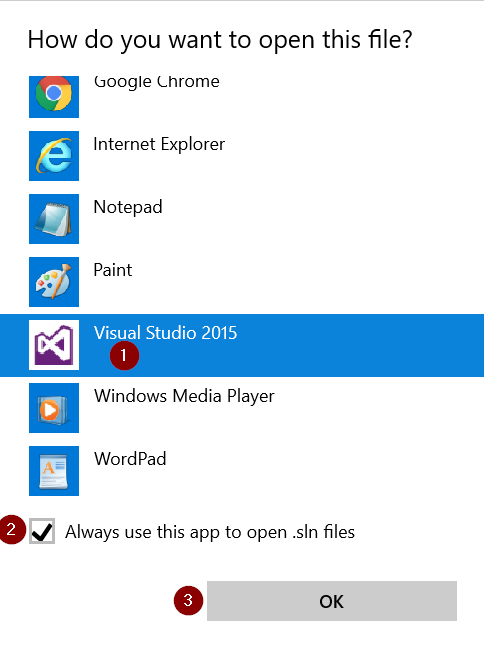 How do you want to open this file?
Google Chrome
Internet Explorer
Notepad
Paint
Visual Studio 2015
1
Windows Media Player
WordPad
2 Always use this app to open .sln files
3 OK